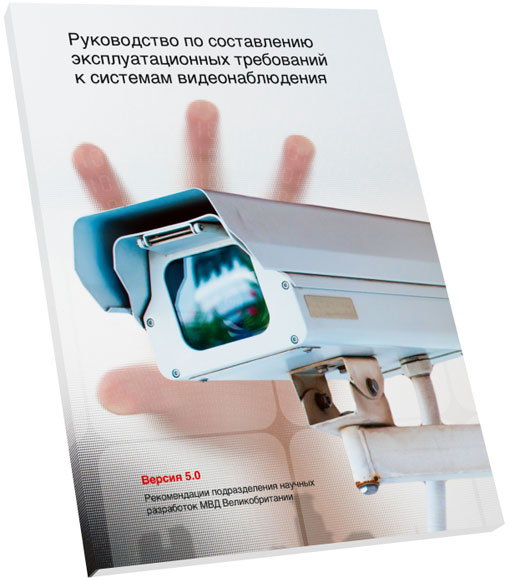 Руководство по составлению
эксплуатационных требований
к системам видеонаблюдения
Версия 5.0
Рекомендации подразделения научных
разработок МВД Великобритании